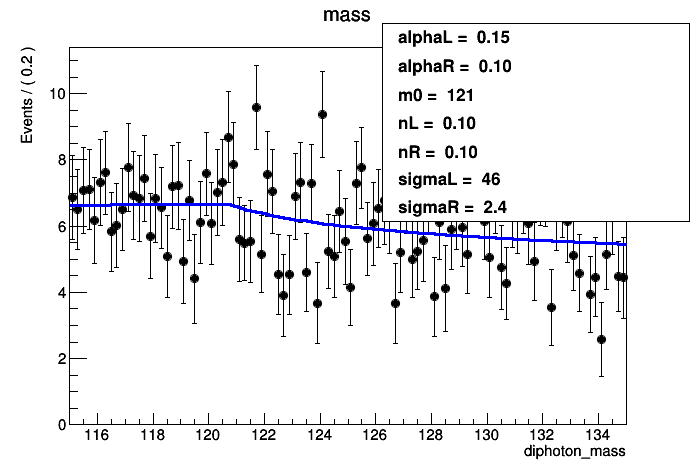 mass
alphaL = 0.15
alphaR = 0.10
m0 = 121
nL = 0.10
nR = 0.10
sigmaL = 46
sigmaR = 2.4
Events / ( 0.2 )
10
8
6
4
2
0
116 118 120 122 124 126 128 130 132 134
diphoton_mass